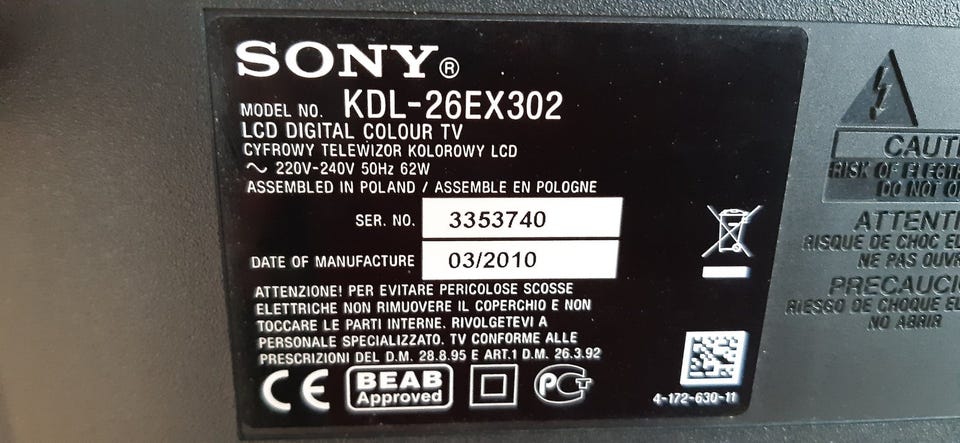 SONY®
MODEL NO. KDL-26EX302
LCD DIGITAL COLOUR TV
CYFROWY TELEWIZOR KOLOROWY LCD
~ 220V-240V 50Hz 62W
ASSEMBLED IN POLAND / ASSEMBLE EN POLOGNE
SER. NO. 3353740
DATE OF MANUFACTURE 03/2010
ATTENZIONE! PER EVITARE PERICOLOSE SCOSSE
ELETTRICHE NON RIMUOVERE IL COPERCHIO E NON
TOCCARE LE PARTI INTERNE. RIVOLGETEVI A
PERSONALE SPECIALIZZATO. TV CONFORME ALLE
PRESCRIZIONI DEL D.M. 28.8.95 E ART.1 D.M. 26.3.92
CE BEAB
Approved
PCT
4-172-630-11
CAUTI
RISK OF ELECTR
DO NOT O
ATTENTI
RISQUE DE CHOC EL
NE PAS OUVR
PRECAUCI
RIESGO DE CHOQUE EL
NO ABRIR